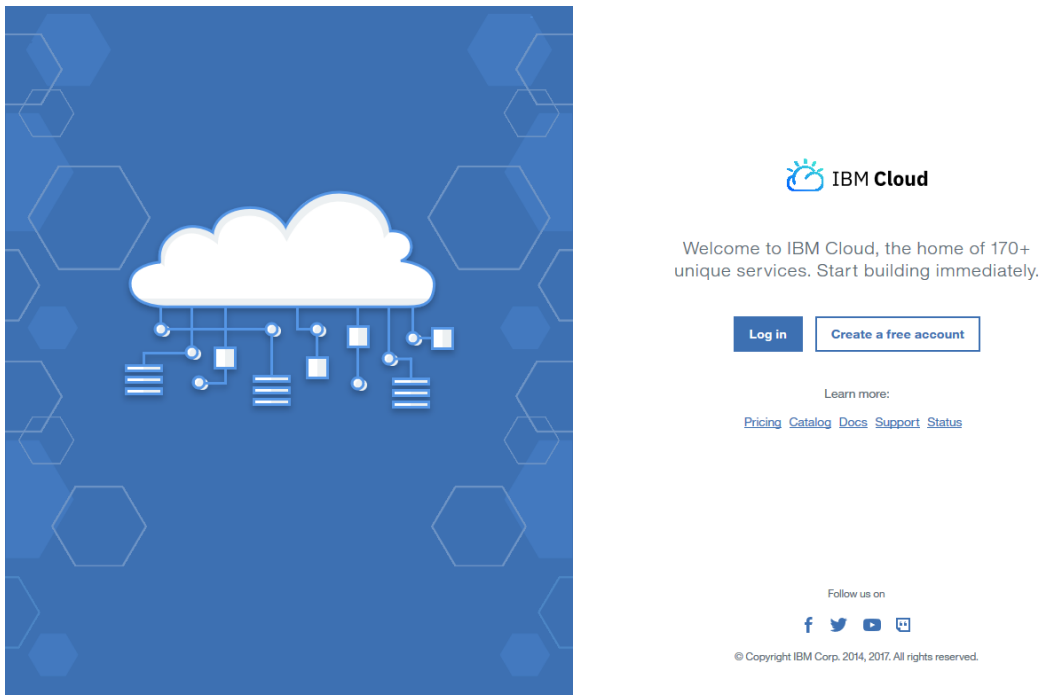 IBM Cloud
Welcome to IBM Cloud, the home of 170+
unique services. Start building immediately.
Log in Create a free account
Learn more:
Pricing Catalog Docs Support Status
Follow us on
© Copyright IBM Corp. 2014, 2017. All rights reserved.